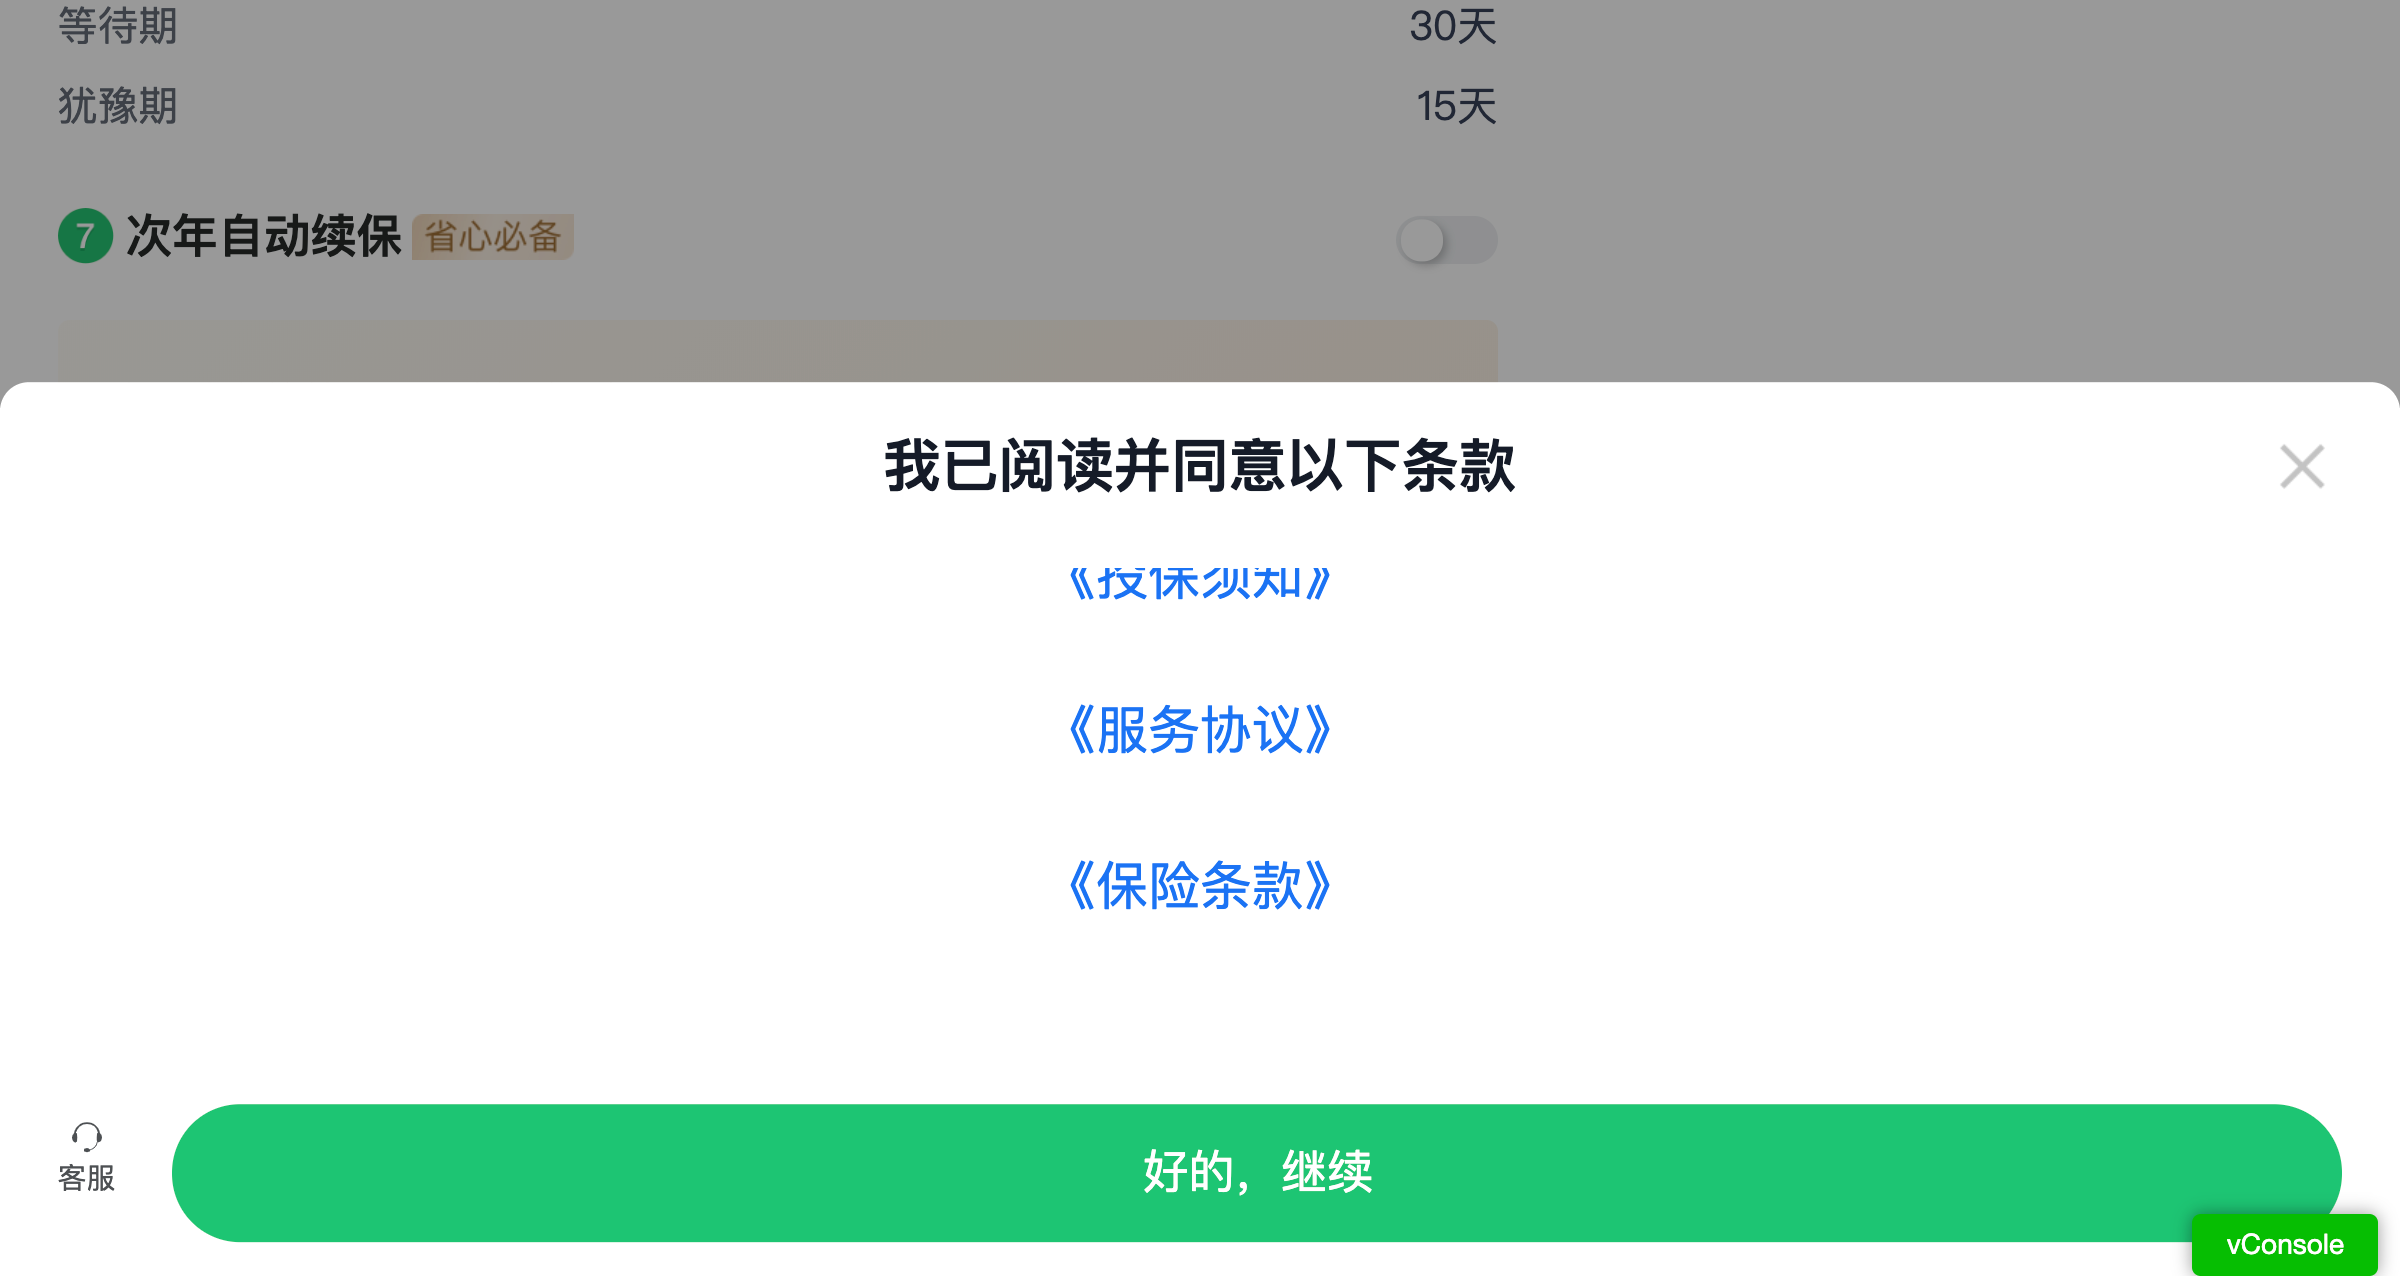 等待期 30天
犹豫期 15天
7 次年自动续保 省心必备
我已阅读并同意以下条款
《投保须知》
《服务协议》
《保险条款》
客服
好的，继续
vConsole